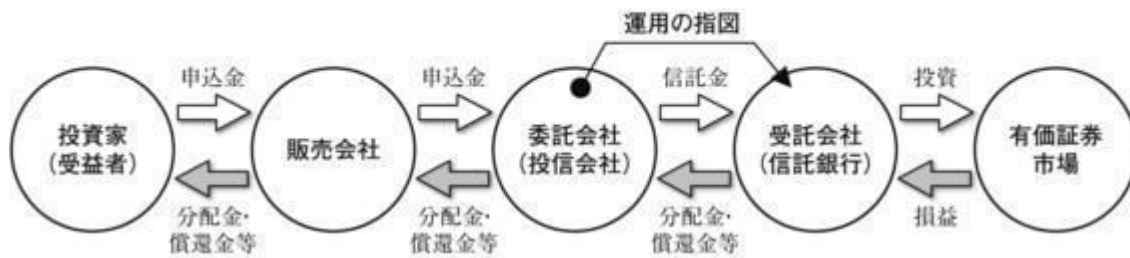 運用の指図
申込金
申込金
信託金
投資
投資家
(受益者)
販売会社
委託会社
(投信会社)
受託会社
(信託銀行)
有価証券
市場
分配金・
償還金等
分配金・
償還金等
分配金・
償還金等
損益